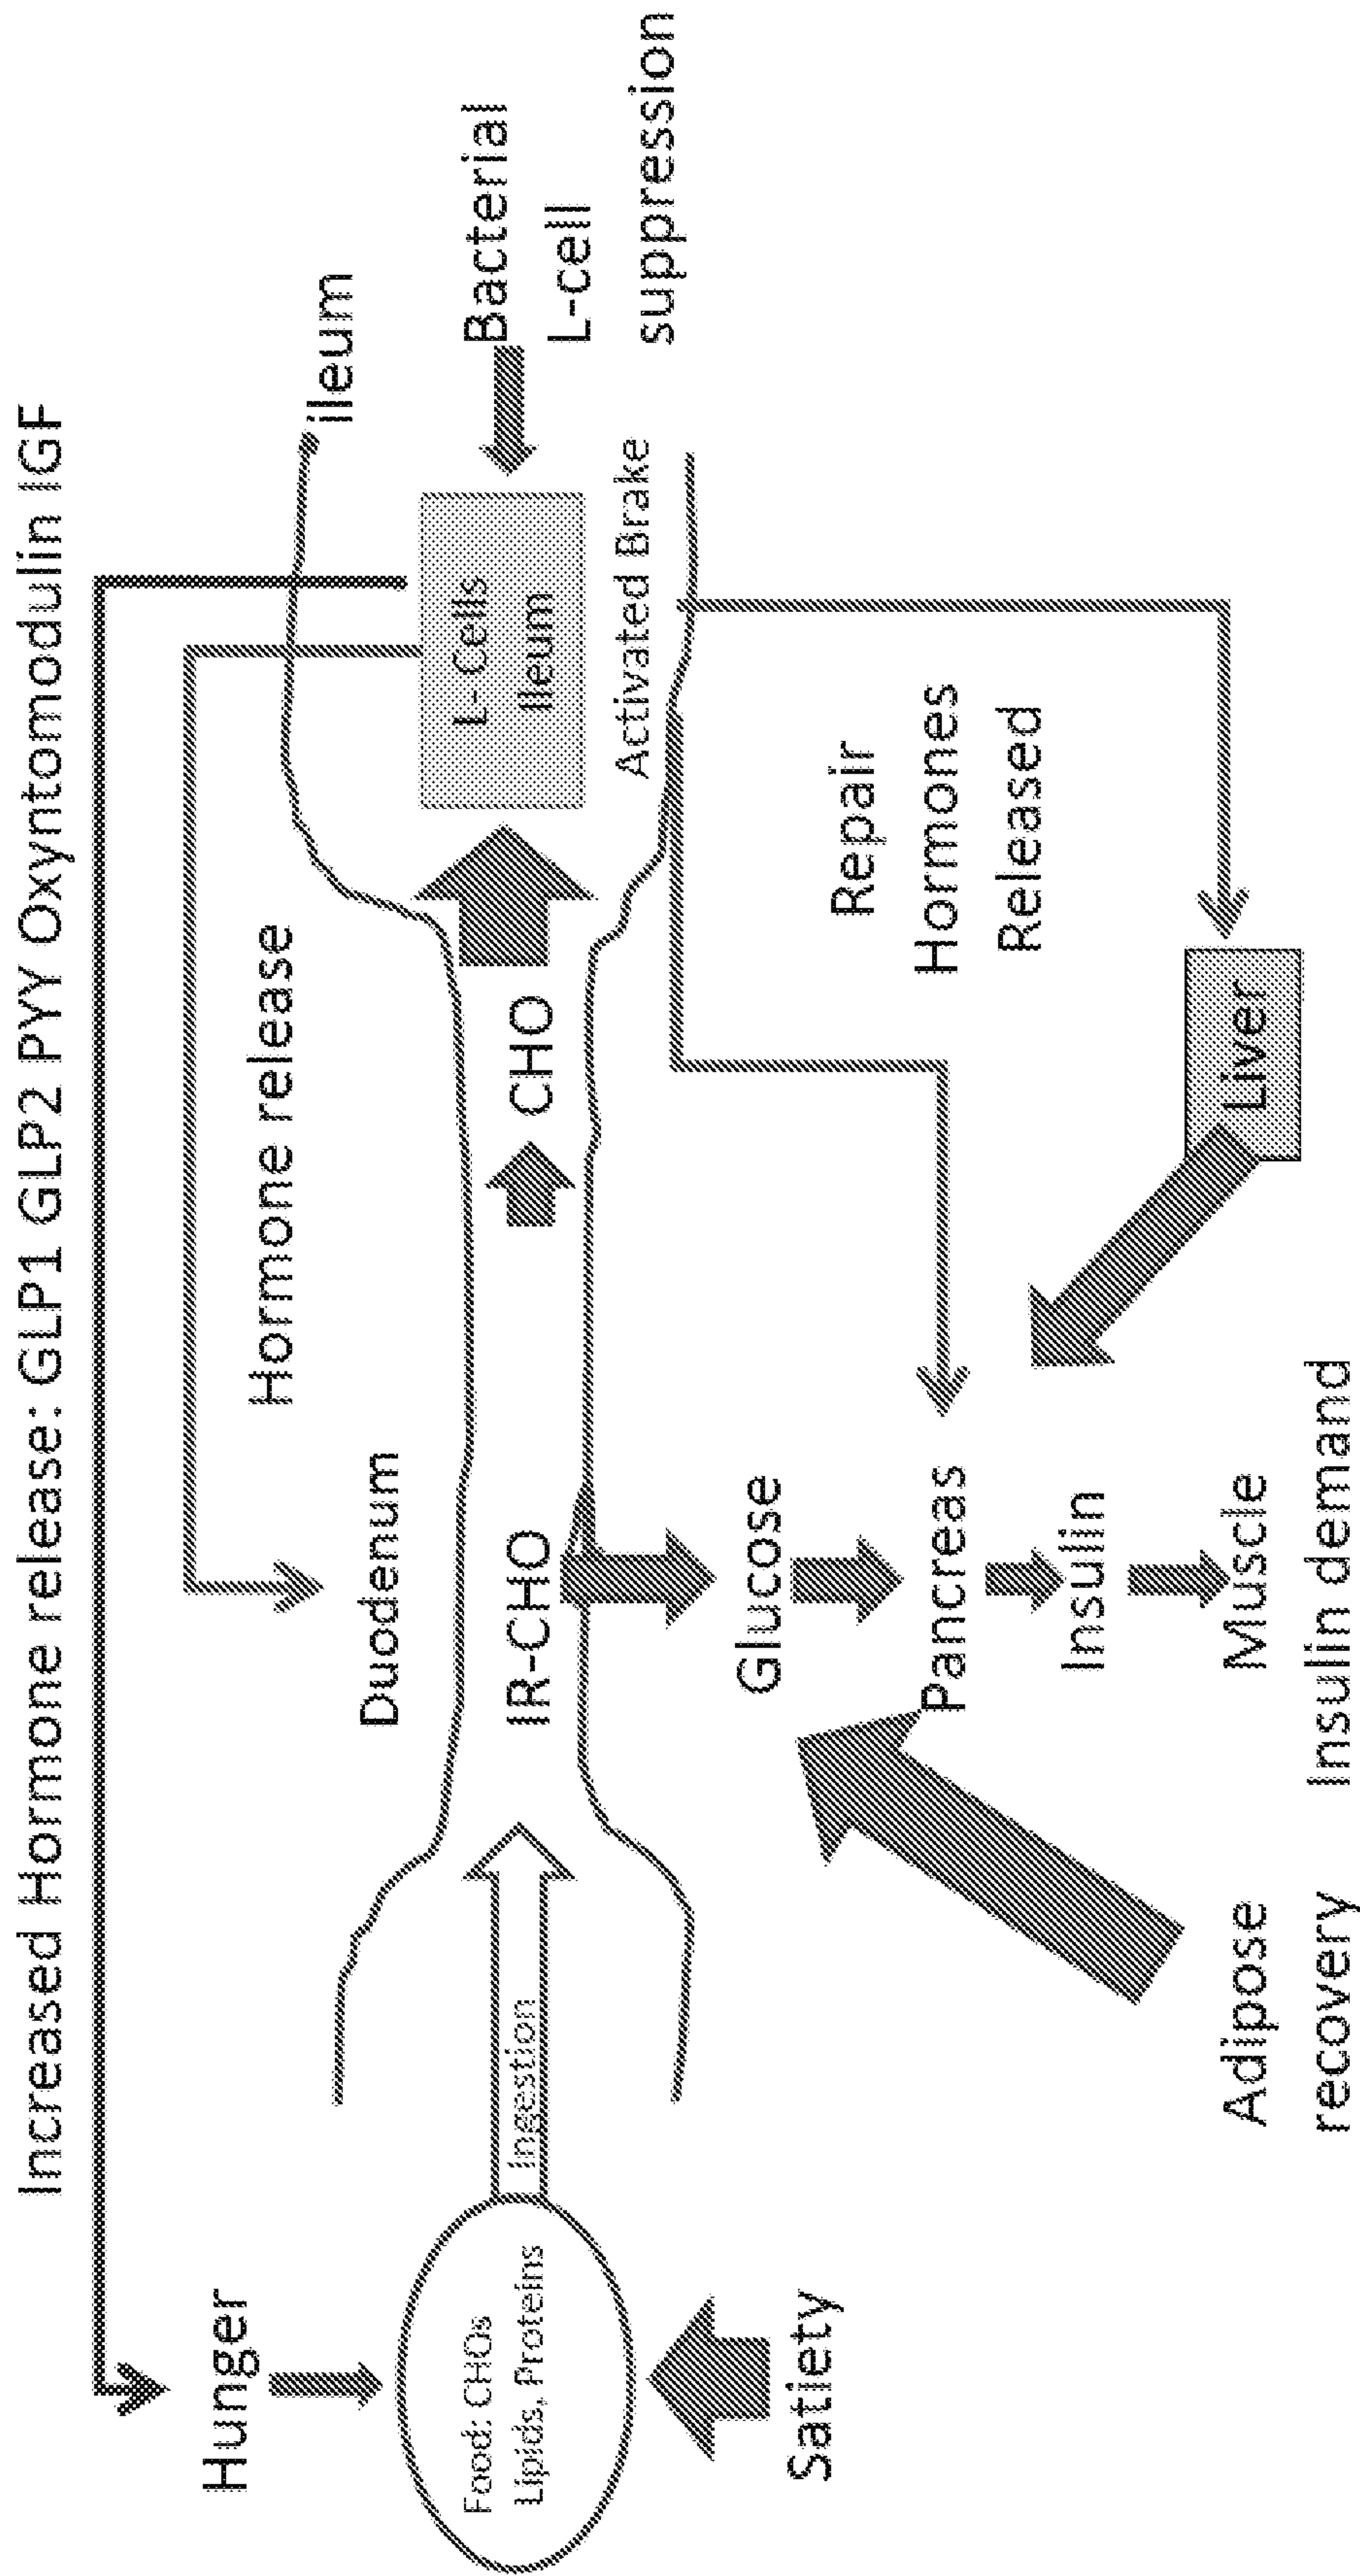 Increased Hormone release: GLP1 GLP2 PYY Oxyntomodulin IGF
Hormone release
ileum
Hunger
Duodenum
Food: CHOs
Lipids, Proteins
Ingestion
IR-CHO
CHO
L- Cells
Ileum
Bacterial
L-cell
suppression
Activated Brake
Satiety
Glucose
Repair
Hormones
Released
Pancreas
Insulin
Liver
Muscle
Adipose
recovery
Insulin demand